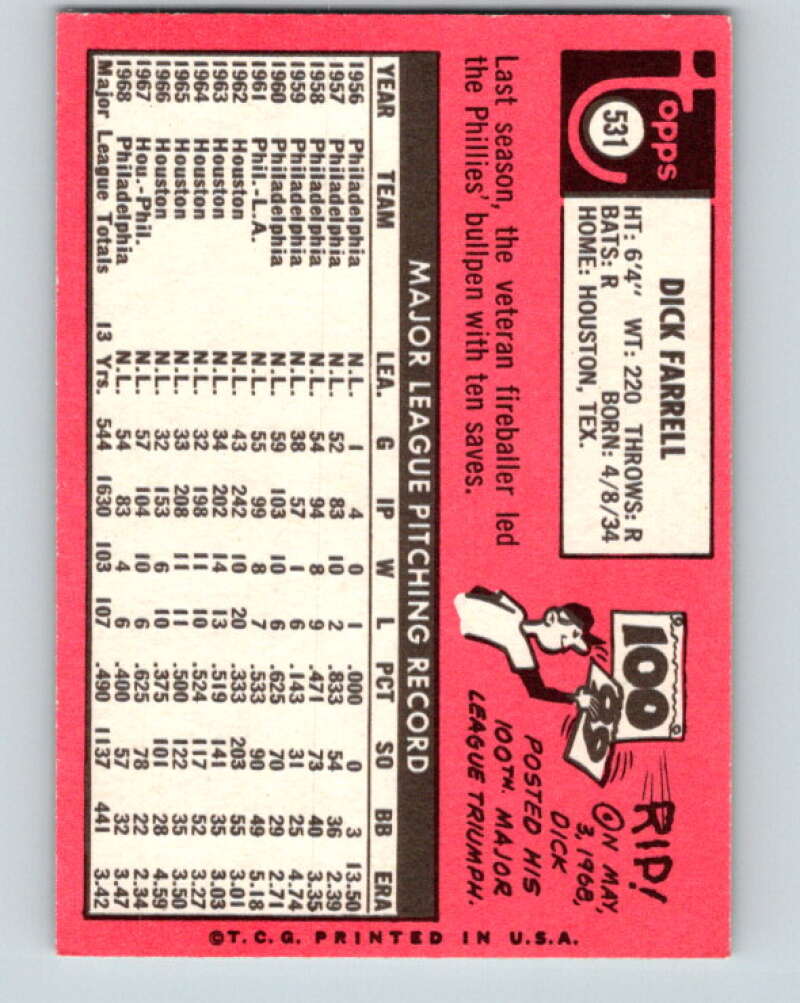 Topps
531
DICK FARRELL
HT: 6'4" WT: 220 THROWS: R
BATS: R BORN: 4/8/34
HOME: HOUSTON, TEX.
Last season, the veteran fireballer led
the Phillies' bullpen with ten saves.
100
99
RIP!
ON MAY,
3, 1968,
DICK
POSTED HIS
100TH. MAJOR
LEAGUE TRIUMPH.
MAJOR LEAGUE PITCHING RECORD
YEAR TEAM LEA. G IP W L PCT SO BB ERA
1956 Philadelphia N.L. 1 4 0 1 .000 0 3 13.50
1957 Philadelphia N.L. 52 83 10 2 .833 54 36 2.39
1958 Philadelphia N.L. 54 94 8 9 .471 73 40 3.35
1959 Philadelphia N.L. 38 57 1 6 .143 31 25 4.74
1960 Philadelphia N.L. 59 103 10 6 .625 70 29 2.71
1961 Phil.-L.A. N.L. 55 99 8 7 .533 90 49 5.18
1962 Houston N.L. 43 242 10 20 .333 203 55 3.01
1963 Houston N.L. 34 202 14 13 .519 141 35 3.03
1964 Houston N.L. 32 198 11 10 .524 117 52 3.27
1965 Houston N.L. 33 208 11 11 .500 122 35 3.50
1966 Houston N.L. 32 153 6 10 .375 101 28 4.59
1967 Hou.-Phil. N.L. 57 104 10 6 .625 78 22 2.34
1968 Philadelphia N.L. 54 83 4 6 .400 57 32 3.47
Major League Totals 13 Yrs. 544 1630 103 107 .490 1137 441 3.42
©T.C.G. PRINTED IN U.S.A.